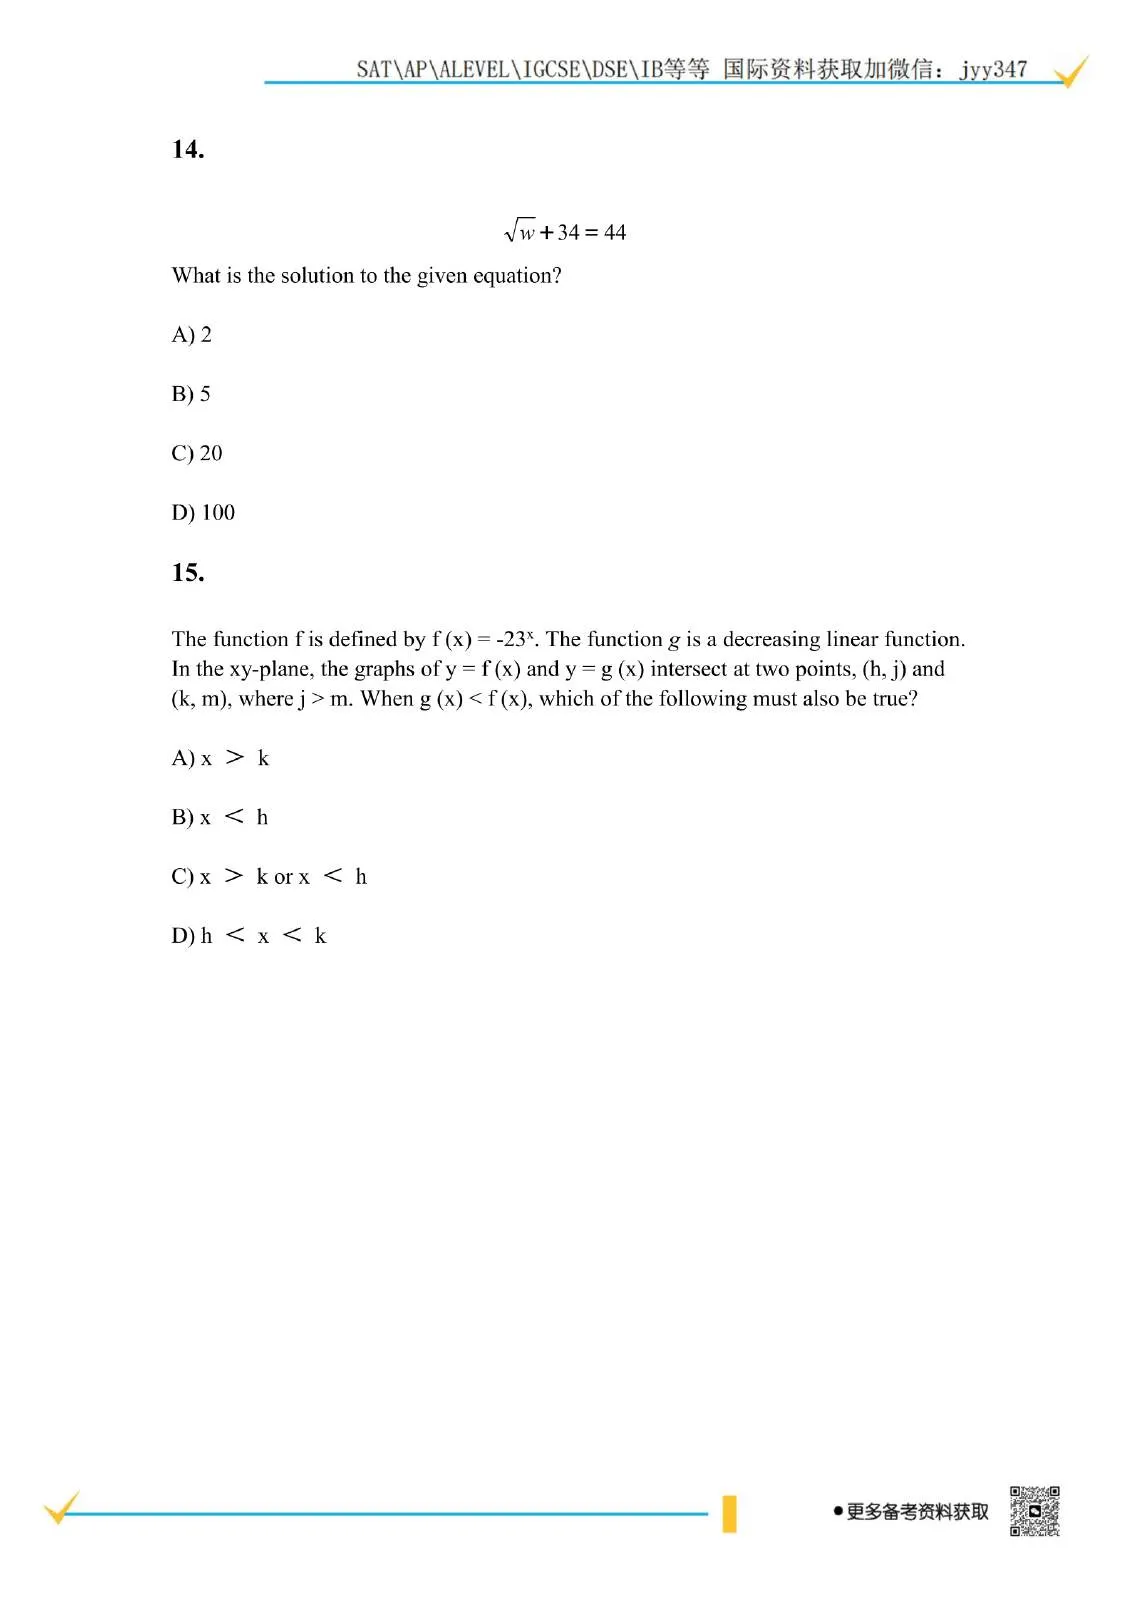 SAT\AP\ALEVEL\IGCSE\DSE\IB等等 国际资料获取加微信：jyy347
14.
√w + 34 = 44
What is the solution to the given equation?
A) 2
B) 5
C) 20
D) 100
15.
The function f is defined by f (x) = -23ˣ. The function g is a decreasing linear function.
In the xy-plane, the graphs of y = f (x) and y = g (x) intersect at two points, (h, j) and
(k, m), where j > m. When g (x) < f (x), which of the following must also be true?
A) x > k
B) x < h
C) x > k or x < h
D) h < x < k
●更多备考资料获取